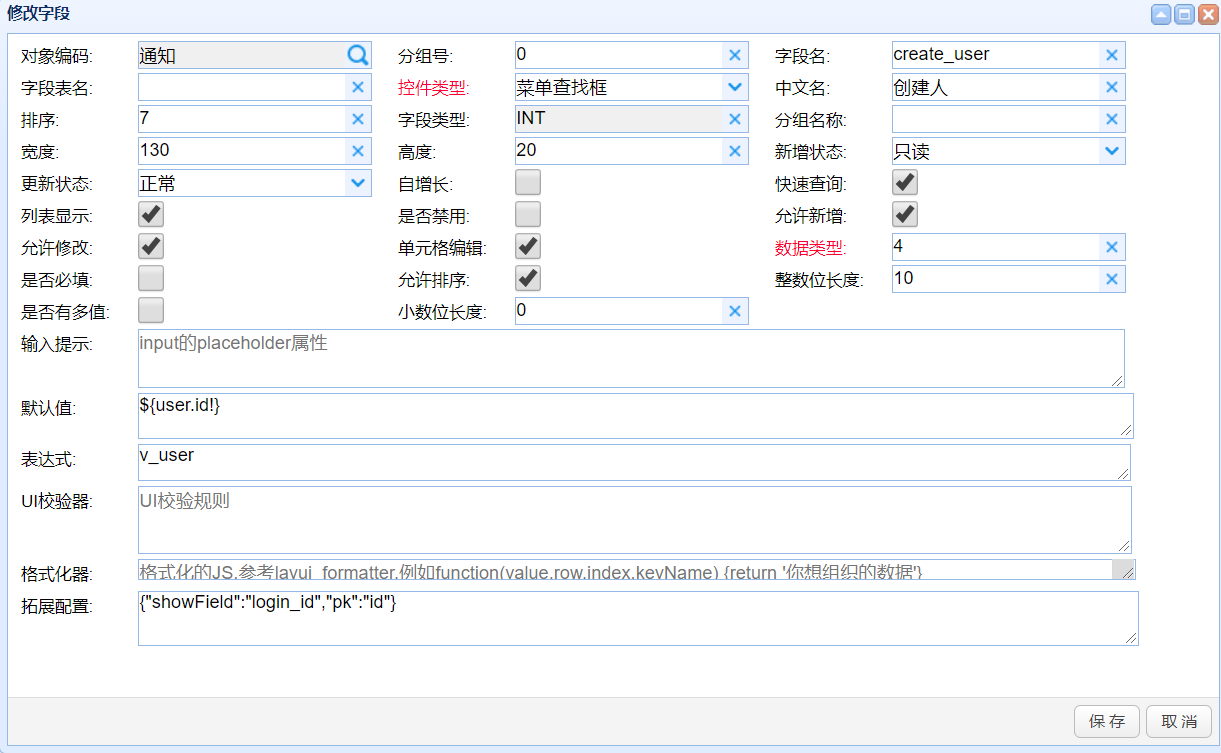 修改字段
对象编码: 通知 分组号: 0 字段名: create_user
字段表名: 控件类型: 菜单查找框 中文名: 创建人
排序: 7 字段类型: INT 分组名称:
宽度: 130 高度: 20 新增状态: 只读
更新状态: 正常 自增长: 快速查询:
列表显示: 是否禁用: 允许新增:
允许修改: 单元格编辑: 数据类型: 4
是否必填: 允许排序: 整数位长度: 10
是否有多值: 小数位长度: 0
输入提示: input的placeholder属性
默认值: ${user.id!}
表达式: v_user
UI校验器: UI校验规则
格式化器: 格式化的JS,参考lavui_formatter,例如function(value,row,index,keyName) {return '你想组织的数据'}
拓展配置: {"showField":"login_id","pk":"id"}
保存 取消